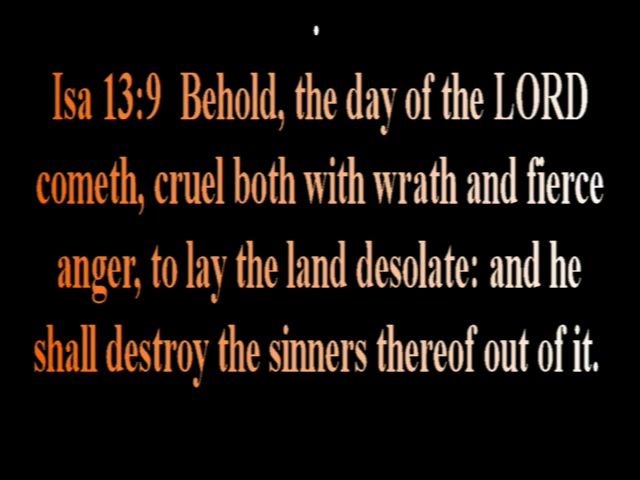 Isa 13:9 Behold, the day of the LORD
cometh, cruel both with wrath and fierce
anger, to lay the land desolate: and he
shall destroy the sinners thereof out of it.